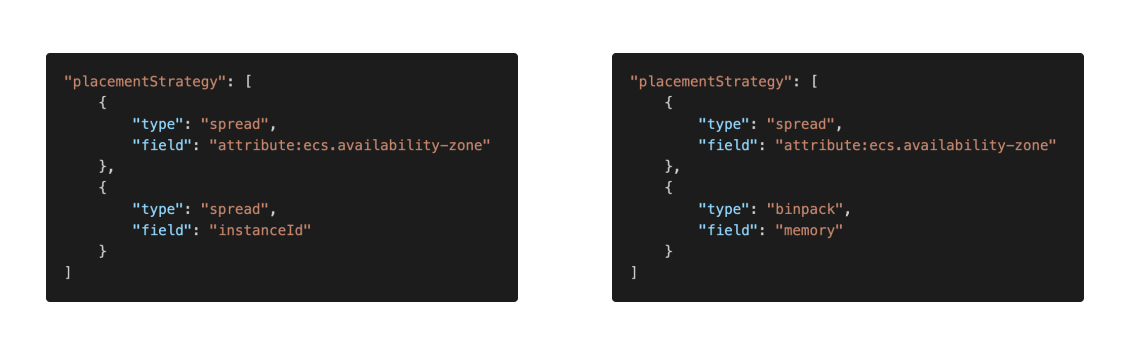 "placementStrategy": [
    {
        "type": "spread",
        "field": "attribute:ecs.availability-zone"
    },
    {
        "type": "spread",
        "field": "instanceId"
    }
]
"placementStrategy": [
    {
        "type": "spread",
        "field": "attribute:ecs.availability-zone"
    },
    {
        "type": "binpack",
        "field": "memory"
    }
]